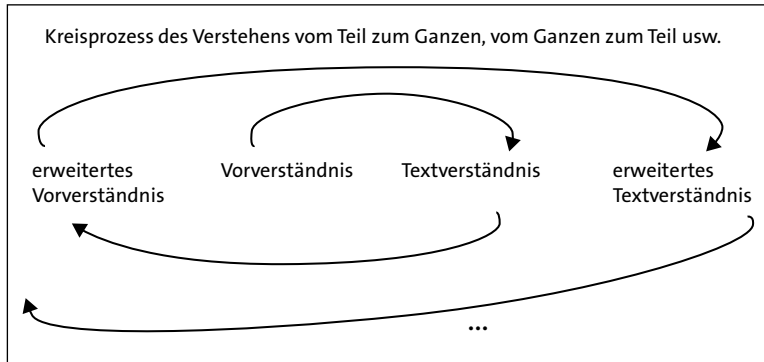 Kreisprozess des Verstehens vom Teil zum Ganzen, vom Ganzen zum Teil usw.
erweitertes
Vorverständnis
Vorverständnis
Textverständnis
erweitertes
Textverständnis
...